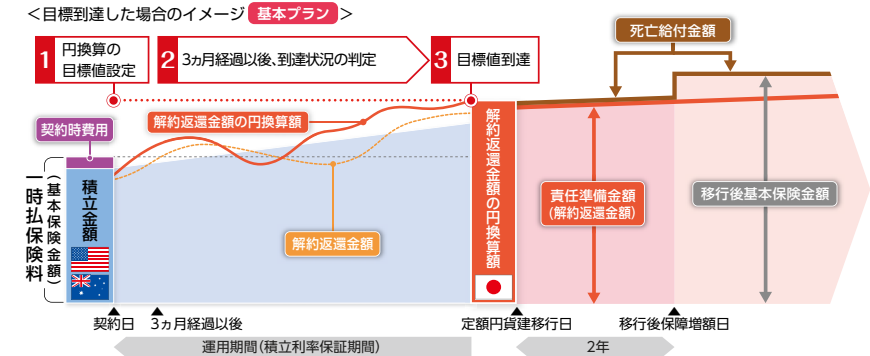 ＜目標到達した場合のイメージ 基本プラン ＞
1 円換算の
目標値設定
2 3ヵ月経過以後、到達状況の判定
3 目標値到達
死亡給付金額
契約時費用
解約返還金額の円換算額
解約返還金額
一時払保険料
（基本保険金額）
積立金額
解約返還金額の円換算額
責任準備金額
（解約返還金額）
移行後基本保険金額
契約日
3ヵ月経過以後
定額円貨建移行日
移行後保障増額日
運用期間（積立利率保証期間）
2年